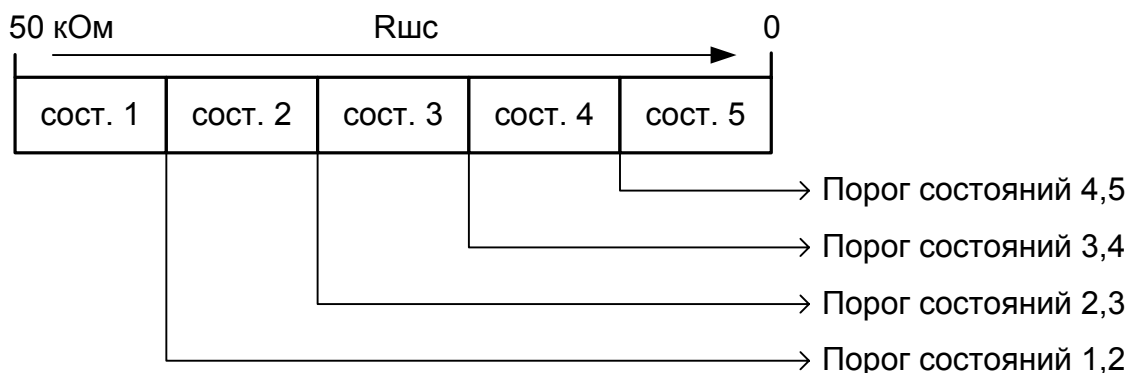 50 кОм Rшс 0
сост. 1 сост. 2 сост. 3 сост. 4 сост. 5
Порог состояний 4,5
Порог состояний 3,4
Порог состояний 2,3
Порог состояний 1,2